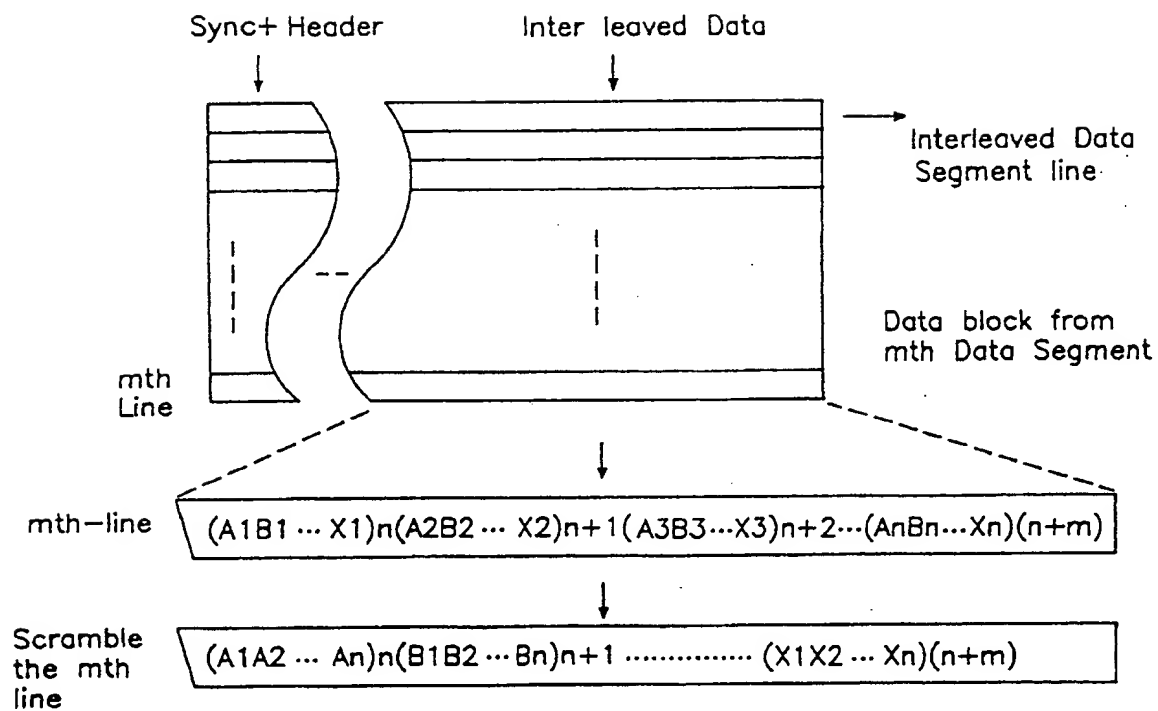 Sync+ Header
Inter leaved Data
Interleaved Data
Segment line
Data block from
mth Data Segment
mth
Line
mth-line
(A1B1 ... X1)n(A2B2 ... X2)n+1(A3B3...X3)n+2...(AnBn...Xn)(n+m)
Scramble
the mth
line
(A1A2 ... An)n(B1B2 ... Bn)n+1 ............... (X1X2 ... Xn)(n+m)